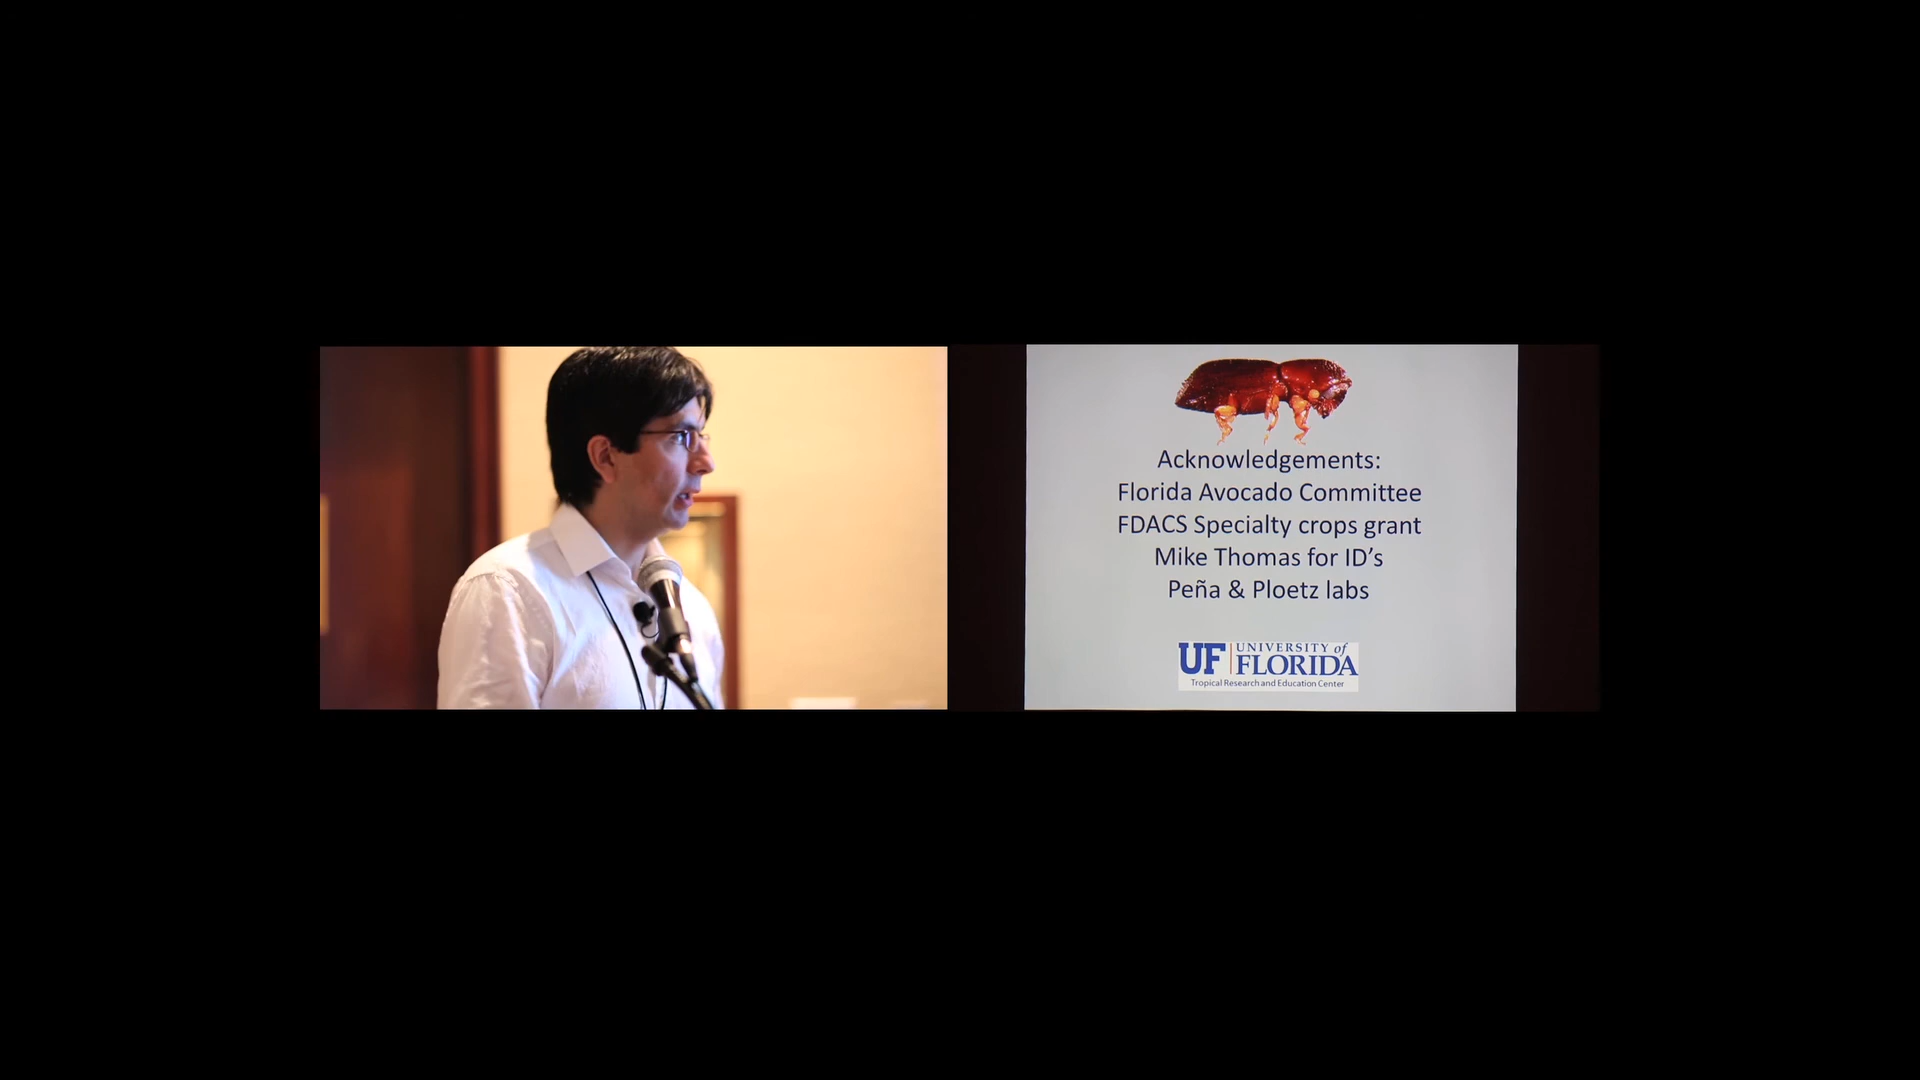 Acknowledgements:
Florida Avocado Committee
FDACS Specialty crops grant
Mike Thomas for ID’s
Peña & Ploetz labs
UF UNIVERSITY of
FLORIDA
Tropical Research and Education Center